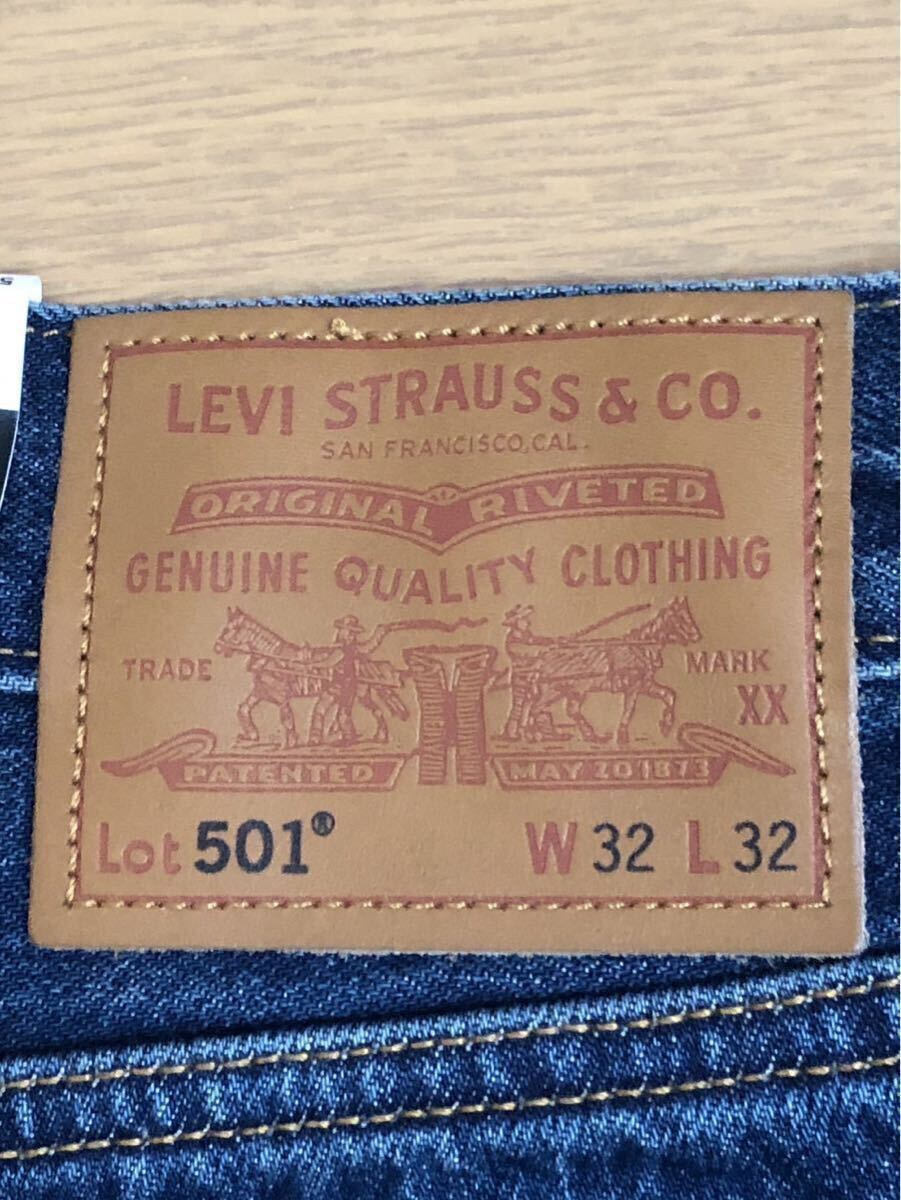 LEVI STRAUSS & CO.
SAN FRANCISCO, CAL.
ORIGINAL RIVETED
GENUINE QUALITY CLOTHING
TRADE MARK
XX
PATENTED MAY 20 1873
Lot 501® W 32 L 32